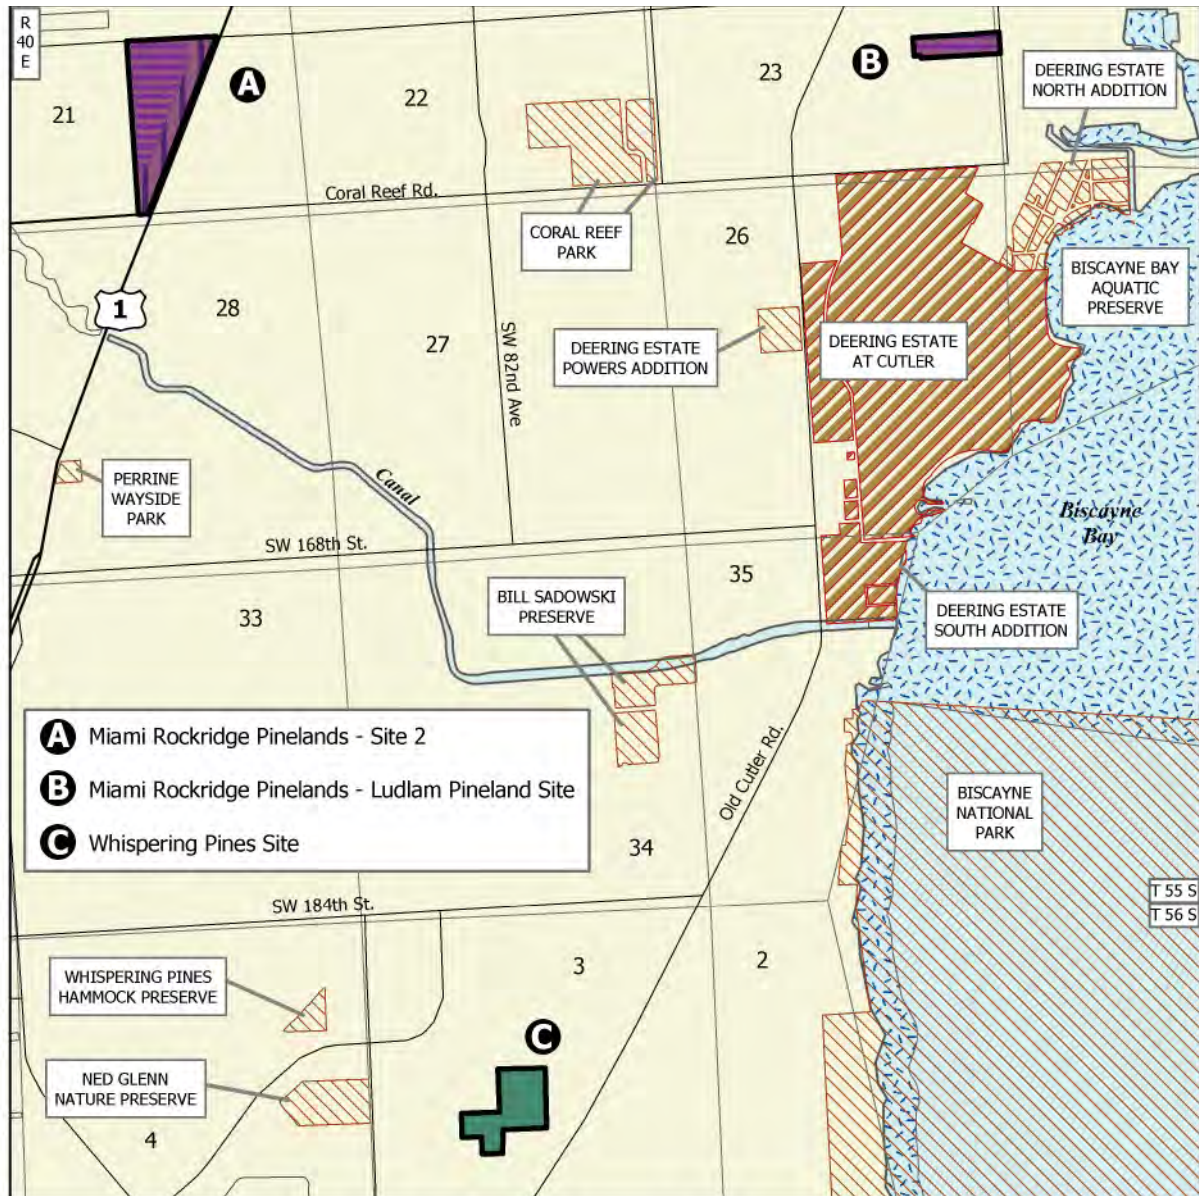 R
40
E
21
A
22
23
B
DEERING ESTATE
NORTH ADDITION
Coral Reef Rd.
CORAL REEF
PARK
26
BISCAYNE BAY
AQUATIC
PRESERVE
1
28
27
SW 82nd Ave
DEERING ESTATE
POWERS ADDITION
DEERING ESTATE
AT CUTLER
PERRINE
WAYSIDE
PARK
Canal
Biscayne
Bay
SW 168th St.
33
BILL SADOWSKI
PRESERVE
35
DEERING ESTATE
SOUTH ADDITION
A Miami Rockridge Pinelands - Site 2
B Miami Rockridge Pinelands - Ludlam Pineland Site
C Whispering Pines Site
Old Cutler Rd.
34
BISCAYNE
NATIONAL
PARK
T 55 S
T 56 S
SW 184th St.
WHISPERING PINES
HAMMOCK PRESERVE
3
2
C
NED GLENN
NATURE PRESERVE
4